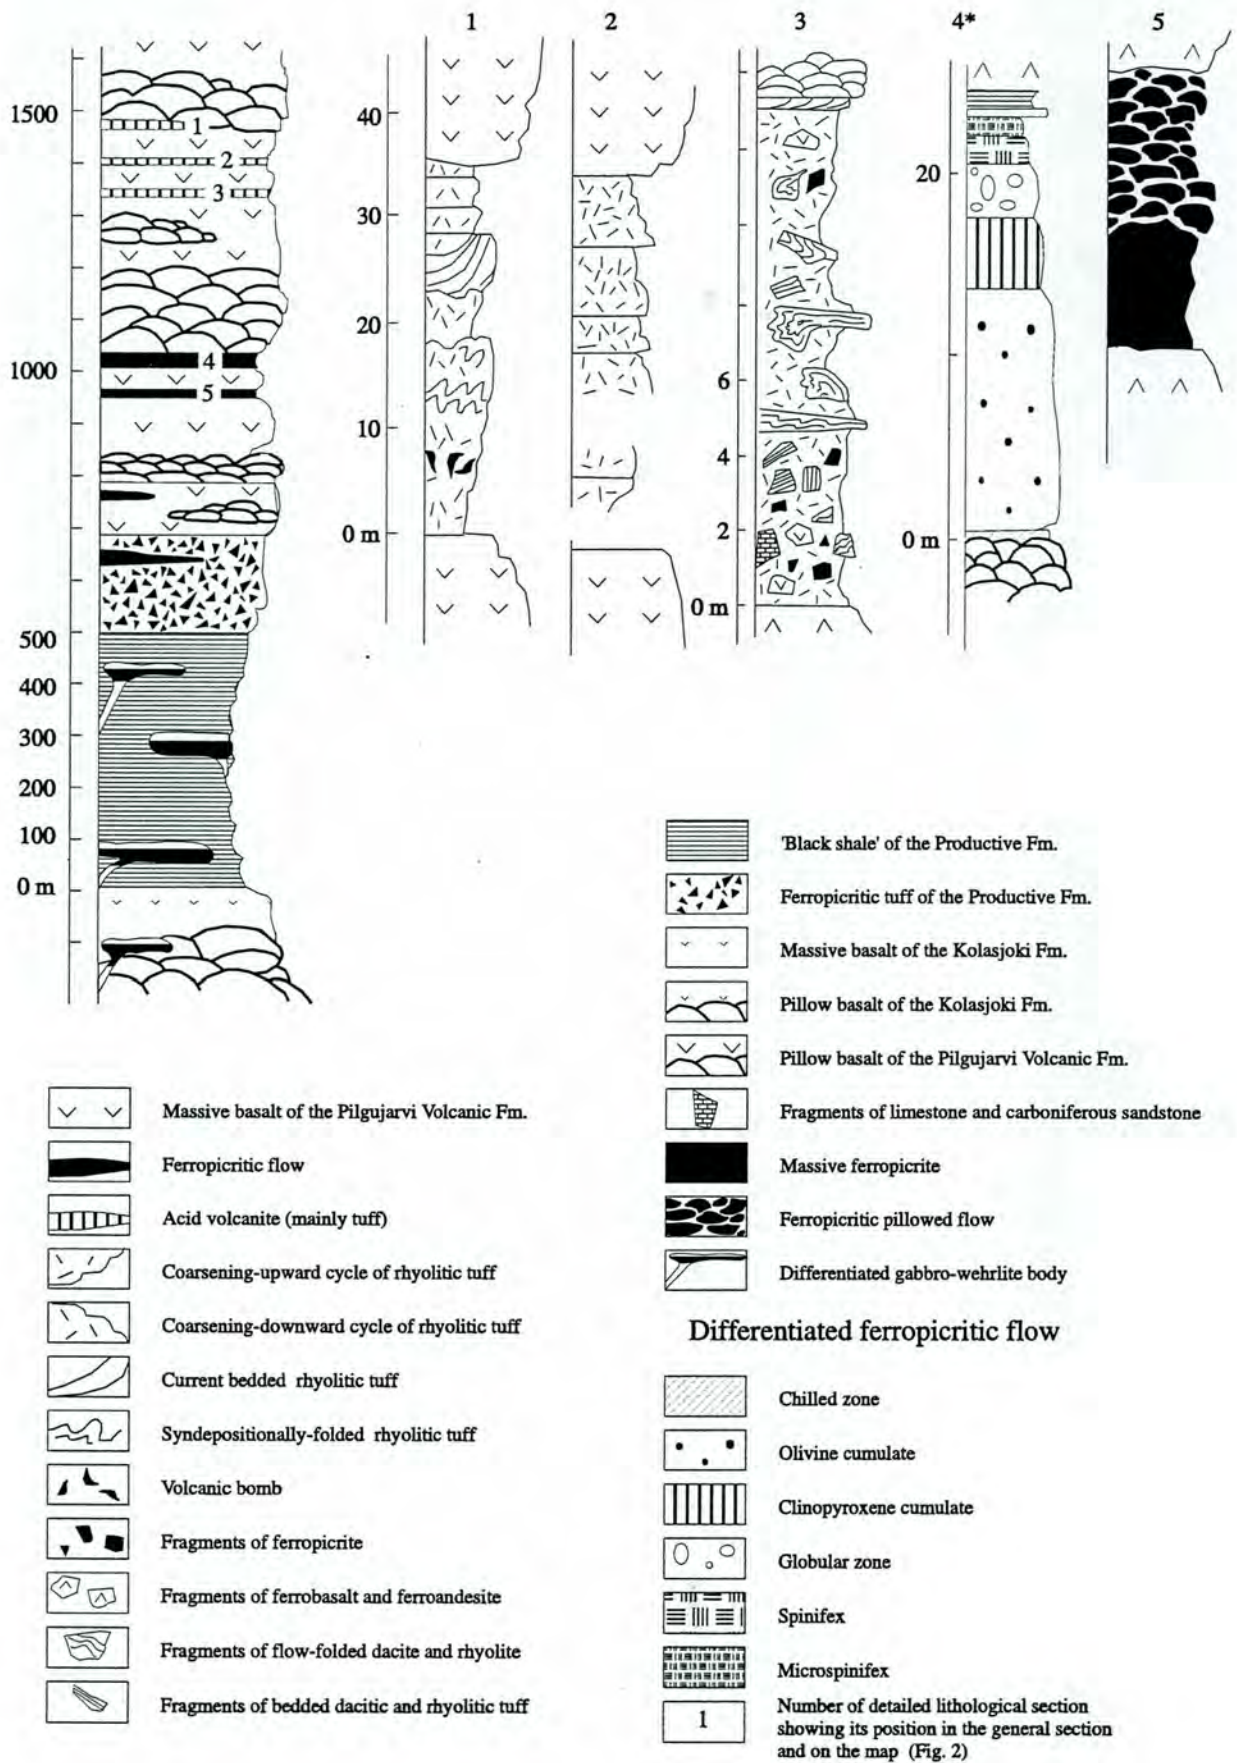 1 2 3 4* 5
1500
1000
500
400
300
200
100
0 m
1
2
3
4
5
40
30
20
10
0 m
6
4
2
0 m
20
0 m
Massive basalt of the Pilgujarvi Volcanic Fm.
Ferropicritic flow
Acid volcanite (mainly tuff)
Coarsening-upward cycle of rhyolitic tuff
Coarsening-downward cycle of rhyolitic tuff
Current bedded rhyolitic tuff
Syndepositionally-folded rhyolitic tuff
Volcanic bomb
Fragments of ferropicrite
Fragments of ferrobasalt and ferroandesite
Fragments of flow-folded dacite and rhyolite
Fragments of bedded dacitic and rhyolitic tuff
'Black shale' of the Productive Fm.
Ferropicritic tuff of the Productive Fm.
Massive basalt of the Kolasjoki Fm.
Pillow basalt of the Kolasjoki Fm.
Pillow basalt of the Pilgujarvi Volcanic Fm.
Fragments of limestone and carboniferous sandstone
Massive ferropicrite
Ferropicritic pillowed flow
Differentiated gabbro-wehrlite body
Differentiated ferropicritic flow
Chilled zone
Olivine cumulate
Clinopyroxene cumulate
Globular zone
Spinifex
Microspinifex
1
Number of detailed lithological section
showing its position in the general section
and on the map (Fig. 2)